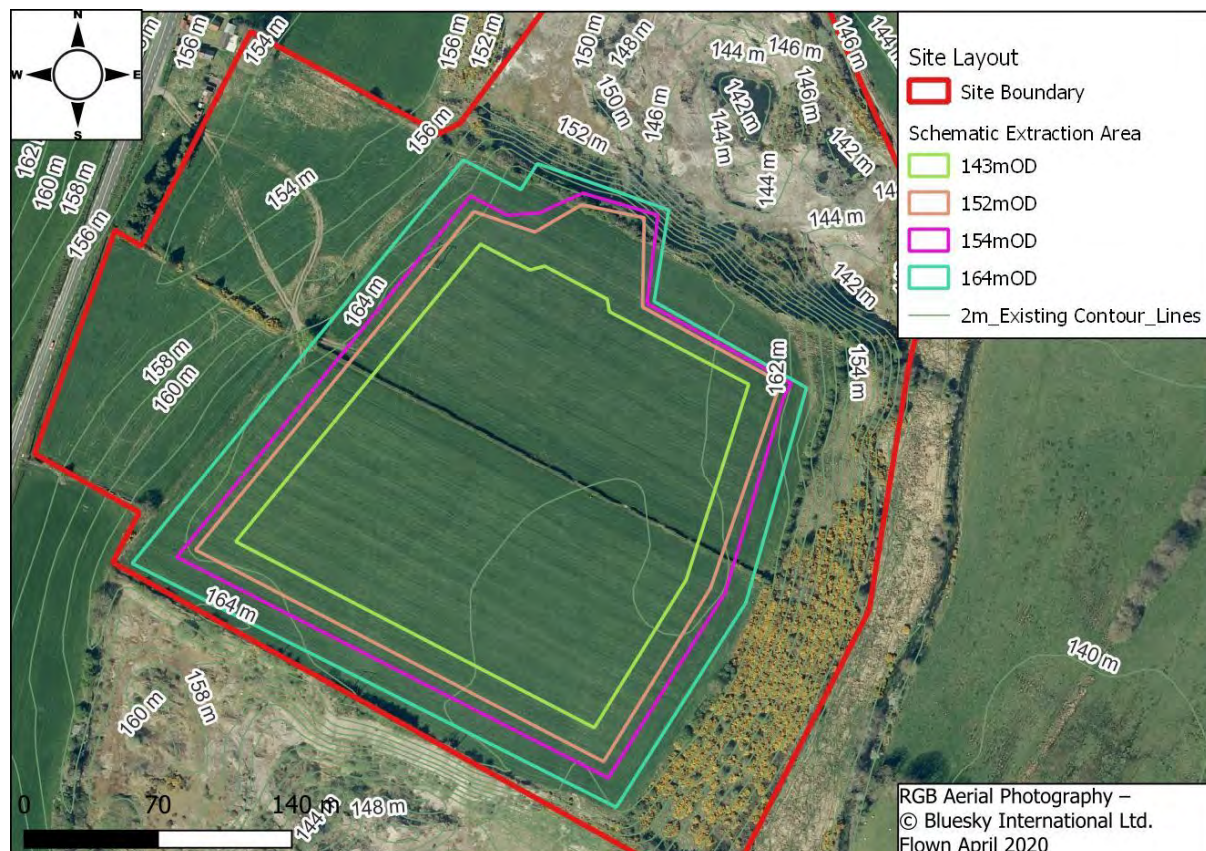 N
W
E
S
156 m
154 m
156 m
152 m
150 m
148 m
144 m
146 m
146 m
144 m
150 m
146 m
142 m
146 m
144 m
142 m
152 m
156 m
162 m
160 m
158 m
156 m
154 m
144 m
144 m
142 m
164 m
158 m
160 m
162 m
154 m
164 m
160 m
158 m
140 m
144 m
148 m
0
70
140 m
Site Layout
Site Boundary
Schematic Extraction Area
143mOD
152mOD
154mOD
164mOD
2m_Existing Contour_Lines
RGB Aerial Photography –
© Bluesky International Ltd.
Flown April 2020